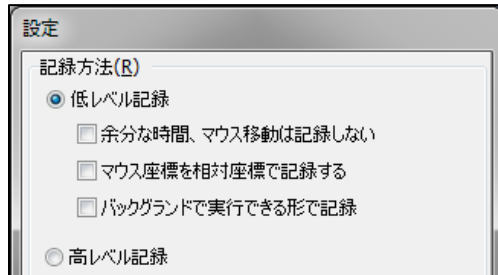 設定
記録方法(R)
低レベル記録
余分な時間、マウス移動は記録しない
マウス座標を相対座標で記録する
バックグランドで実行できる形で記録
高レベル記録